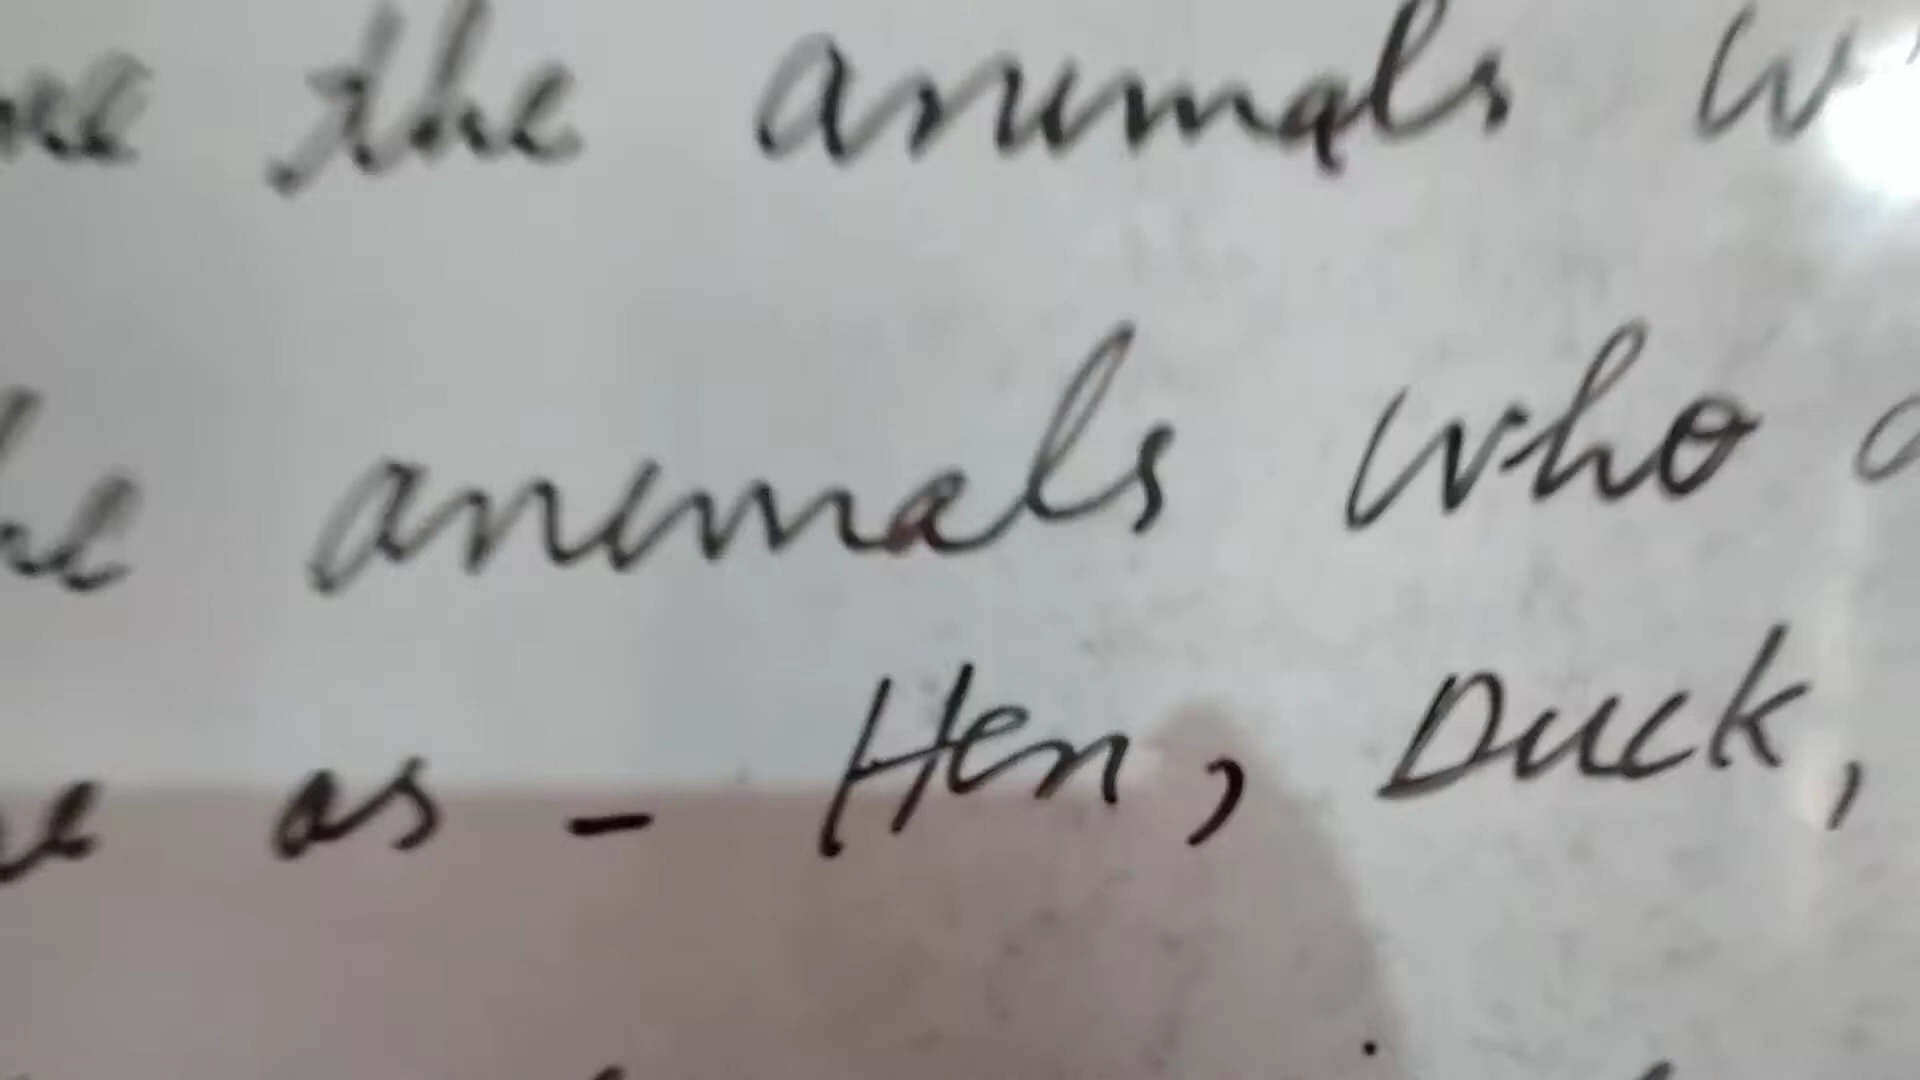 the animals
animals who
as - Hen, Duck,